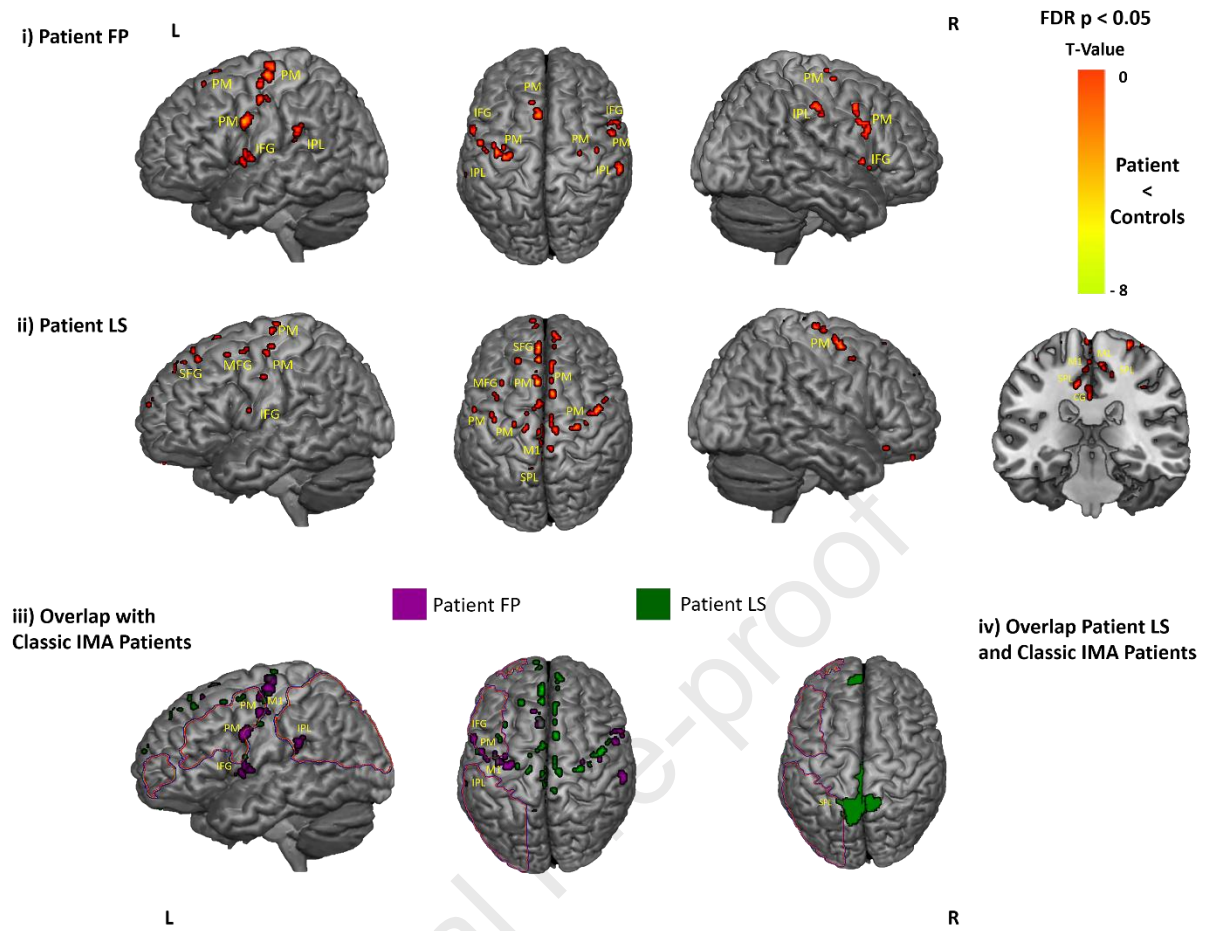 i) Patient FP
L
R
FDR p < 0.05
T-Value
0
Patient
<
Controls
- 8
PM
PM
PM
IFG
IPL
PM
IFG
PM
IPL
IFG
PM
PM
IPL
PM
IPL
PM
IFG
ii) Patient LS
PM
PM
MFG
SFG
IFG
SFG
MFG
PM
PM
PM
PM
PM
M1
SPL
PM
M1
SPL
CG
Patient FP
Patient LS
iii) Overlap with
Classic IMA Patients
iv) Overlap Patient LS
and Classic IMA Patients
PM
M1
PM
IPL
IFG
IFG
PM
M1
IPL
SPL
L
R